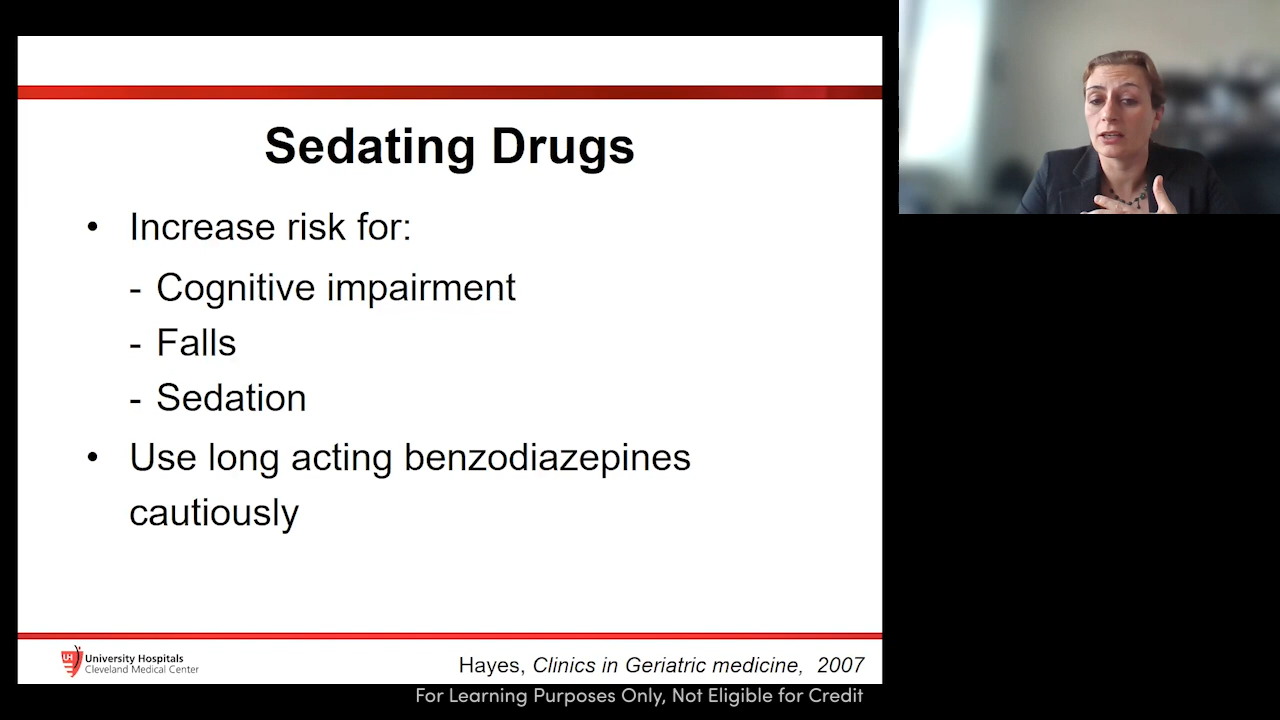 Sedating Drugs
• Increase risk for:
- Cognitive impairment
- Falls
- Sedation
• Use long acting benzodiazepines
cautiously
UH University Hospitals
Cleveland Medical Center
Hayes, Clinics in Geriatric medicine, 2007
For Learning Purposes Only, Not Eligible for Credit